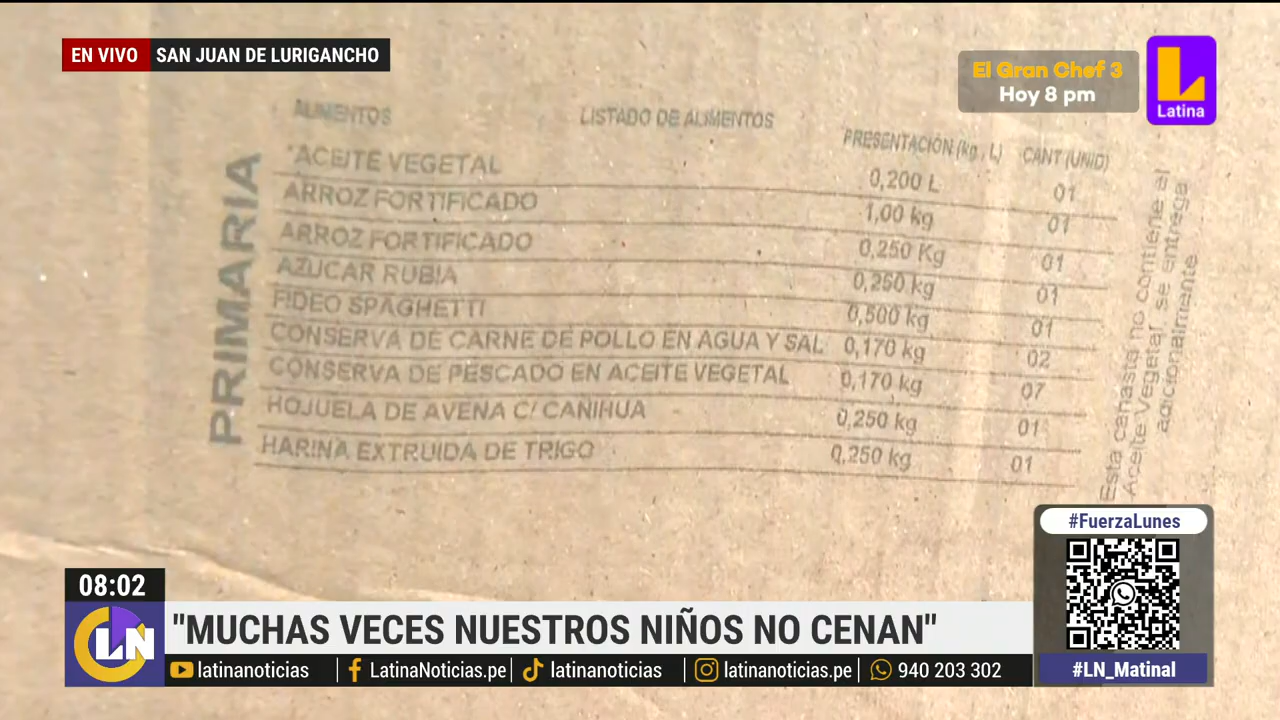 EN VIVO SAN JUAN DE LURIGANCHO
El Gran Chef 3
Hoy 8 pm
Latina
ALIMENTOS LISTADO DE ALIMENTOS PRESENTACIÓN (kg , L) CANT (UNID)
PRIMARIA
*ACEITE VEGETAL 0,200 L 01
ARROZ FORTIFICADO 1,00 kg 01
ARROZ FORTIFICADO 0,250 Kg 01
AZUCAR RUBIA 0,250 kg 01
FIDEO SPAGHETTI 0,500 kg 01
CONSERVA DE CARNE DE POLLO EN AGUA Y SAL 0,170 kg 02
CONSERVA DE PESCADO EN ACEITE VEGETAL 0,170 kg 07
HOJUELA DE AVENA C/ CAÑIHUA 0,250 kg 01
HARINA EXTRUIDA DE TRIGO 0,250 kg 01
Esta canasta no contiene al
Aceite Vegetal, se entrega
adicionalmente
#FuerzaLunes
08:02
LN
"MUCHAS VECES NUESTROS NIÑOS NO CENAN"
latinanoticias LatinaNoticias.pe latinanoticias latinanoticias.pe 940 203 302
#LN_Matinal